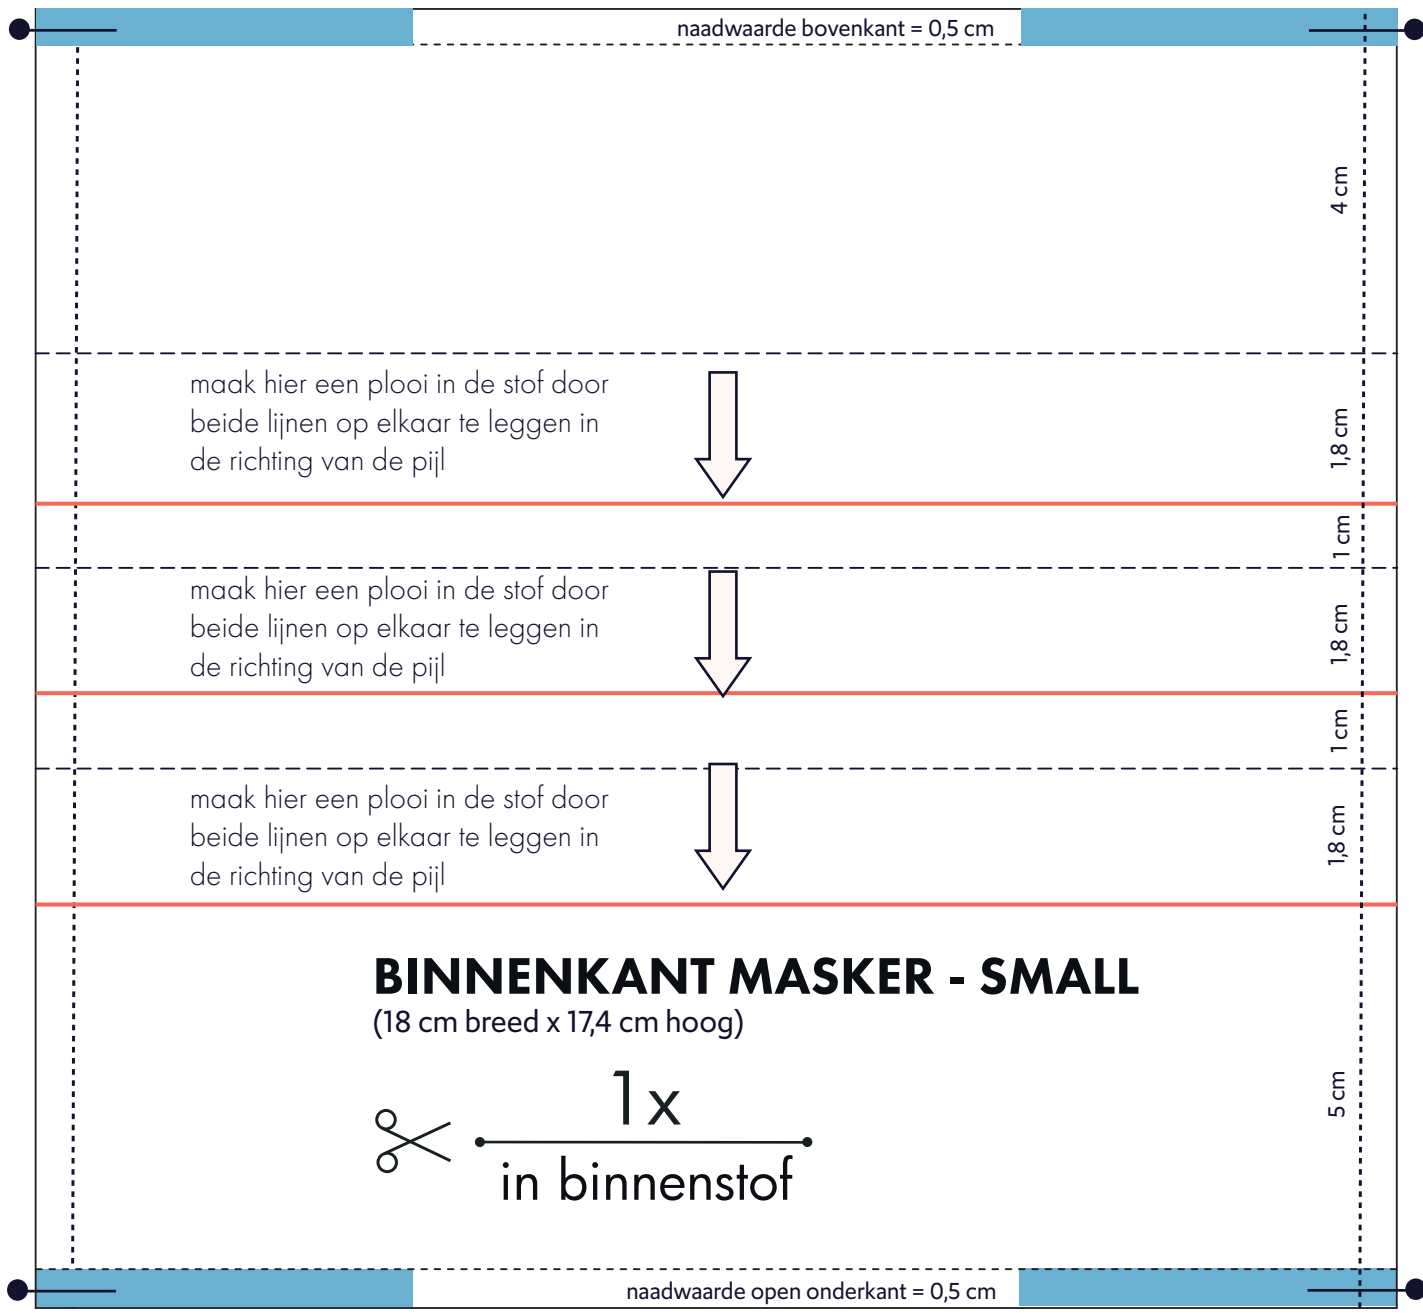 naadwaarde bovenkant = 0,5 cm
4 cm
maak hier een plooi in de stof door
beide lijnen op elkaar te leggen in
de richting van de pijl
1,8 cm
1 cm
maak hier een plooi in de stof door
beide lijnen op elkaar te leggen in
de richting van de pijl
1,8 cm
1 cm
maak hier een plooi in de stof door
beide lijnen op elkaar te leggen in
de richting van de pijl
1,8 cm
BINNENKANT MASKER - SMALL
(18 cm breed x 17,4 cm hoog)
1x
in binnenstof
5 cm
naadwaarde open onderkant = 0,5 cm